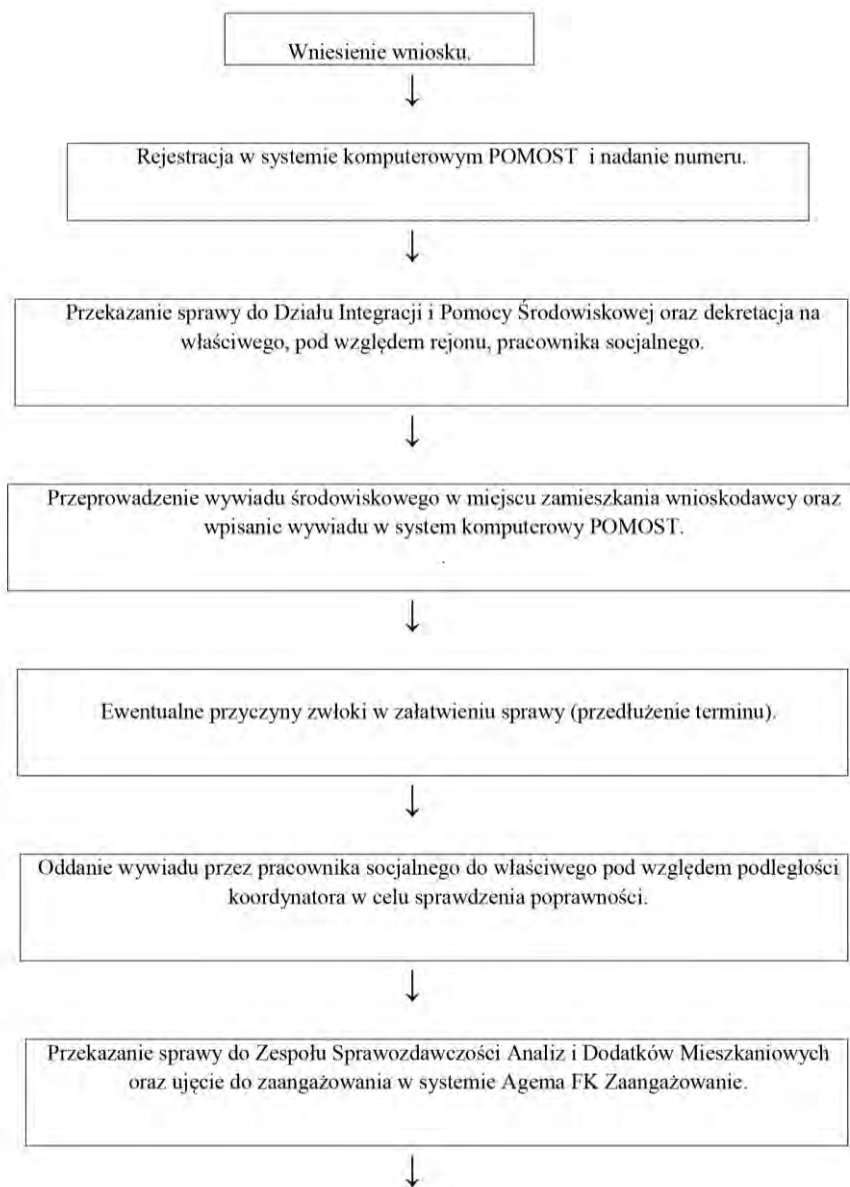 Wniesienie wniosku.
↓
Rejestracja w systemie komputerowym POMOST i nadanie numeru.
↓
Przekazanie sprawy do Działu Integracji i Pomocy Środowiskowej oraz dekretacja na
właściwego, pod względem rejonu, pracownika socjalnego.
↓
Przeprowadzenie wywiadu środowiskowego w miejscu zamieszkania wnioskodawcy oraz
wpisanie wywiadu w system komputerowy POMOST.
.
↓
Ewentualne przyczyny zwłoki w załatwieniu sprawy (przedłużenie terminu).
↓
Oddanie wywiadu przez pracownika socjalnego do właściwego pod względem podległości
koordynatora w celu sprawdzenia poprawności.
↓
Przekazanie sprawy do Zespołu Sprawozdawczości Analiz i Dodatków Mieszkaniowych
oraz ujęcie do zaangażowania w systemie Agema FK Zaangażowanie.
↓